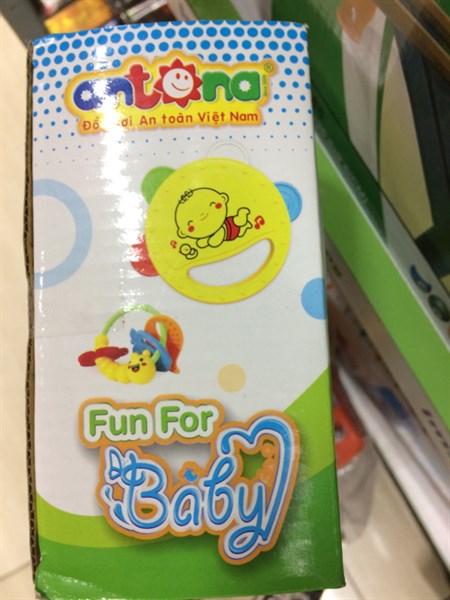 antona®
Đồ chơi An toàn Việt Nam
Fun For
Baby